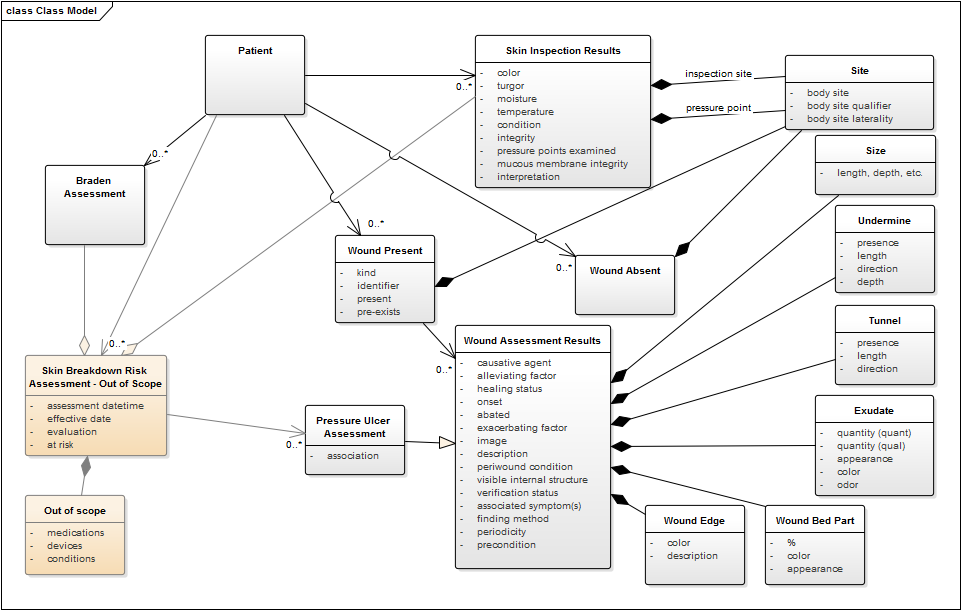 class Class Model
Patient
Skin Inspection Results
- color
- turgor
- moisture
- temperature
- condition
- integrity
- pressure points examined
- mucous membrane integrity
- interpretation
0..*
inspection site
pressure point
Site
- body site
- body site qualifier
- body site laterality
Size
- length, depth, etc.
0..*
Braden
Assessment
Undermine
- presence
- length
- direction
- depth
0..*
Wound Present
- kind
- identifier
- present
- pre-exists
0..*
Wound Absent
Tunnel
- presence
- length
- direction
0..*
Skin Breakdown Risk
Assessment - Out of Scope
- assessment datetime
- effective date
- evaluation
- at risk
0..*
Wound Assessment Results
- causative agent
- alleviating factor
- healing status
- onset
- abated
- exacerbating factor
- image
- description
- periwound condition
- visible internal structure
- verification status
- associated symptom(s)
- finding method
- periodicity
- precondition
0..*
Pressure Ulcer
Assessment
- association
Exudate
- quantity (quant)
- quantity (qual)
- appearance
- color
- odor
Out of scope
- medications
- devices
- conditions
Wound Edge
- color
- description
Wound Bed Part
- %
- color
- appearance